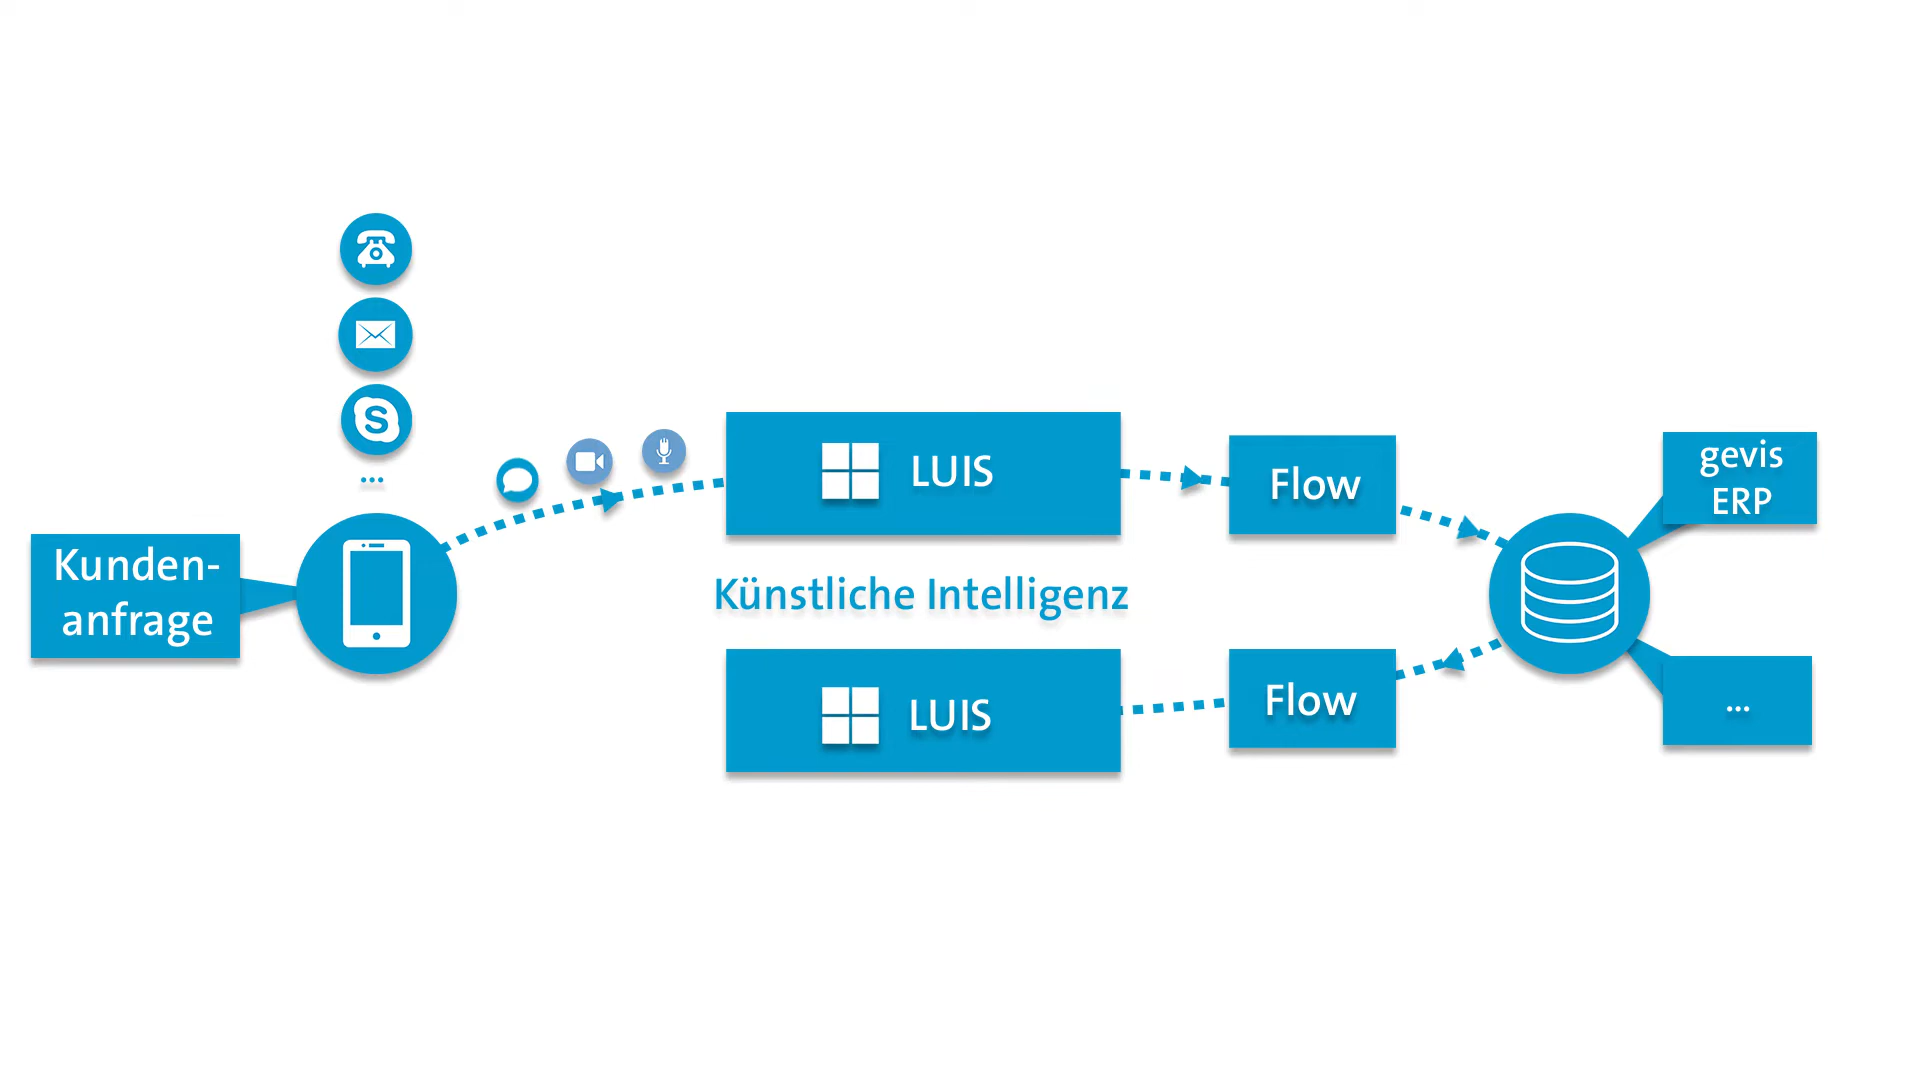 Kunden-
anfrage
...
LUIS
Künstliche Intelligenz
LUIS
Flow
Flow
gevis
ERP
...